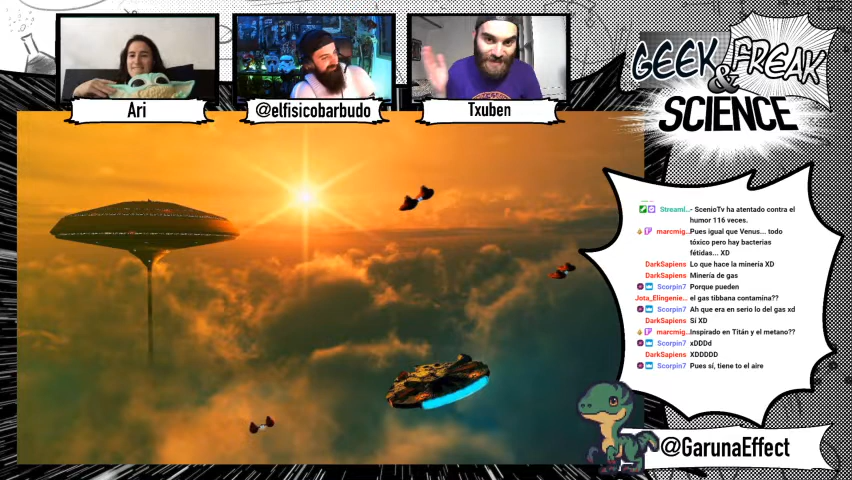 GEEK & FREAK
SCIENCE
Ari
@elfisicobarbudo
Txuben
Streaml..- ScenioTv ha atentado contra el
humor 116 veces.
marcmig..Pues igual que Venus... todo
tóxico pero hay bacterias
fétidas... XD
DarkSapiens Lo que hace la minería XD
DarkSapiens Minería de gas
Scorpin7 Porque pueden
Jota_Elingenie... el gas tibbana contamina??
Scorpin7 Ah que era en serio lo del gas xd
DarkSapiens Sí XD
marcmig..Inspirado en Titán y el metano??
Scorpin7 xDDDd
DarkSapiens XDDDDD
Scorpin7 Pues sí, tiene to el aire
@GarunaEffect